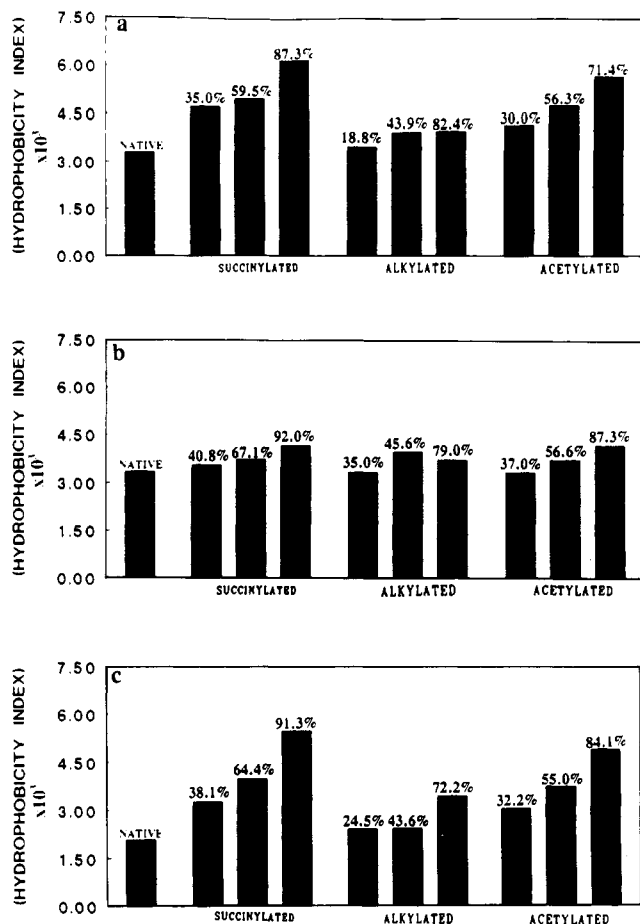 a
(HYDROPHOBICITY INDEX)
x10³
7.50
6.00
4.50
3.00
1.50
0.00
NATIVE
35.0% 59.5% 87.3%
18.8% 43.9% 82.4%
30.0% 56.3% 71.4%
SUCCINYLATED ALKYLATED ACETYLATED
b
(HYDROPHOBICITY INDEX)
x10³
7.50
6.00
4.50
3.00
1.50
0.00
NATIVE
40.8% 67.1% 92.0%
35.0% 45.6% 79.0%
37.0% 56.6% 87.3%
SUCCINYLATED ALKYLATED ACETYLATED
c
(HYDROPHOBICITY INDEX)
x10³
7.50
6.00
4.50
3.00
1.50
0.00
NATIVE
38.1% 64.4% 91.3%
24.5% 43.6% 72.2%
32.2% 55.0% 84.1%
SUCCINYLATED ALKYLATED ACETYLATED